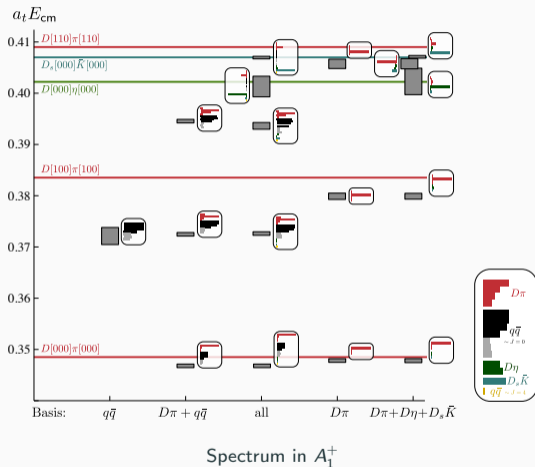 a_t E_cm
0.41
0.40
0.39
0.38
0.37
0.36
0.35
D[110]π[110]
D_s[000]K̄[000]
D[000]η[000]
D[100]π[100]
D[000]π[000]
Dπ
qq̄
~J=0
Dη
D_sK̄
qq̄ ~J=4
Basis: qq̄ Dπ + qq̄ all Dπ Dπ+Dη+D_sK̄
Spectrum in A₁⁺